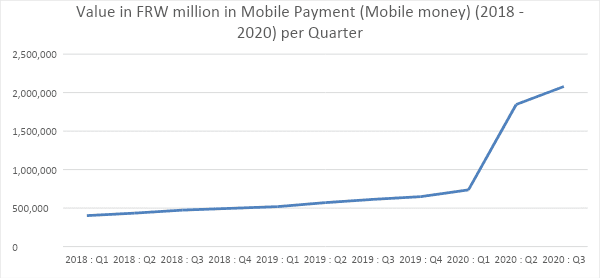 Value in FRW million in Mobile Payment (Mobile money) (2018 -
2020) per Quarter
2,500,000
2,000,000
1,500,000
1,000,000
500,000
0
2018 : Q1 2018 : Q2 2018 : Q3 2018 : Q4 2019 : Q1 2019 : Q2 2019 : Q3 2019 : Q4 2020 : Q1 2020 : Q2 2020 : Q3